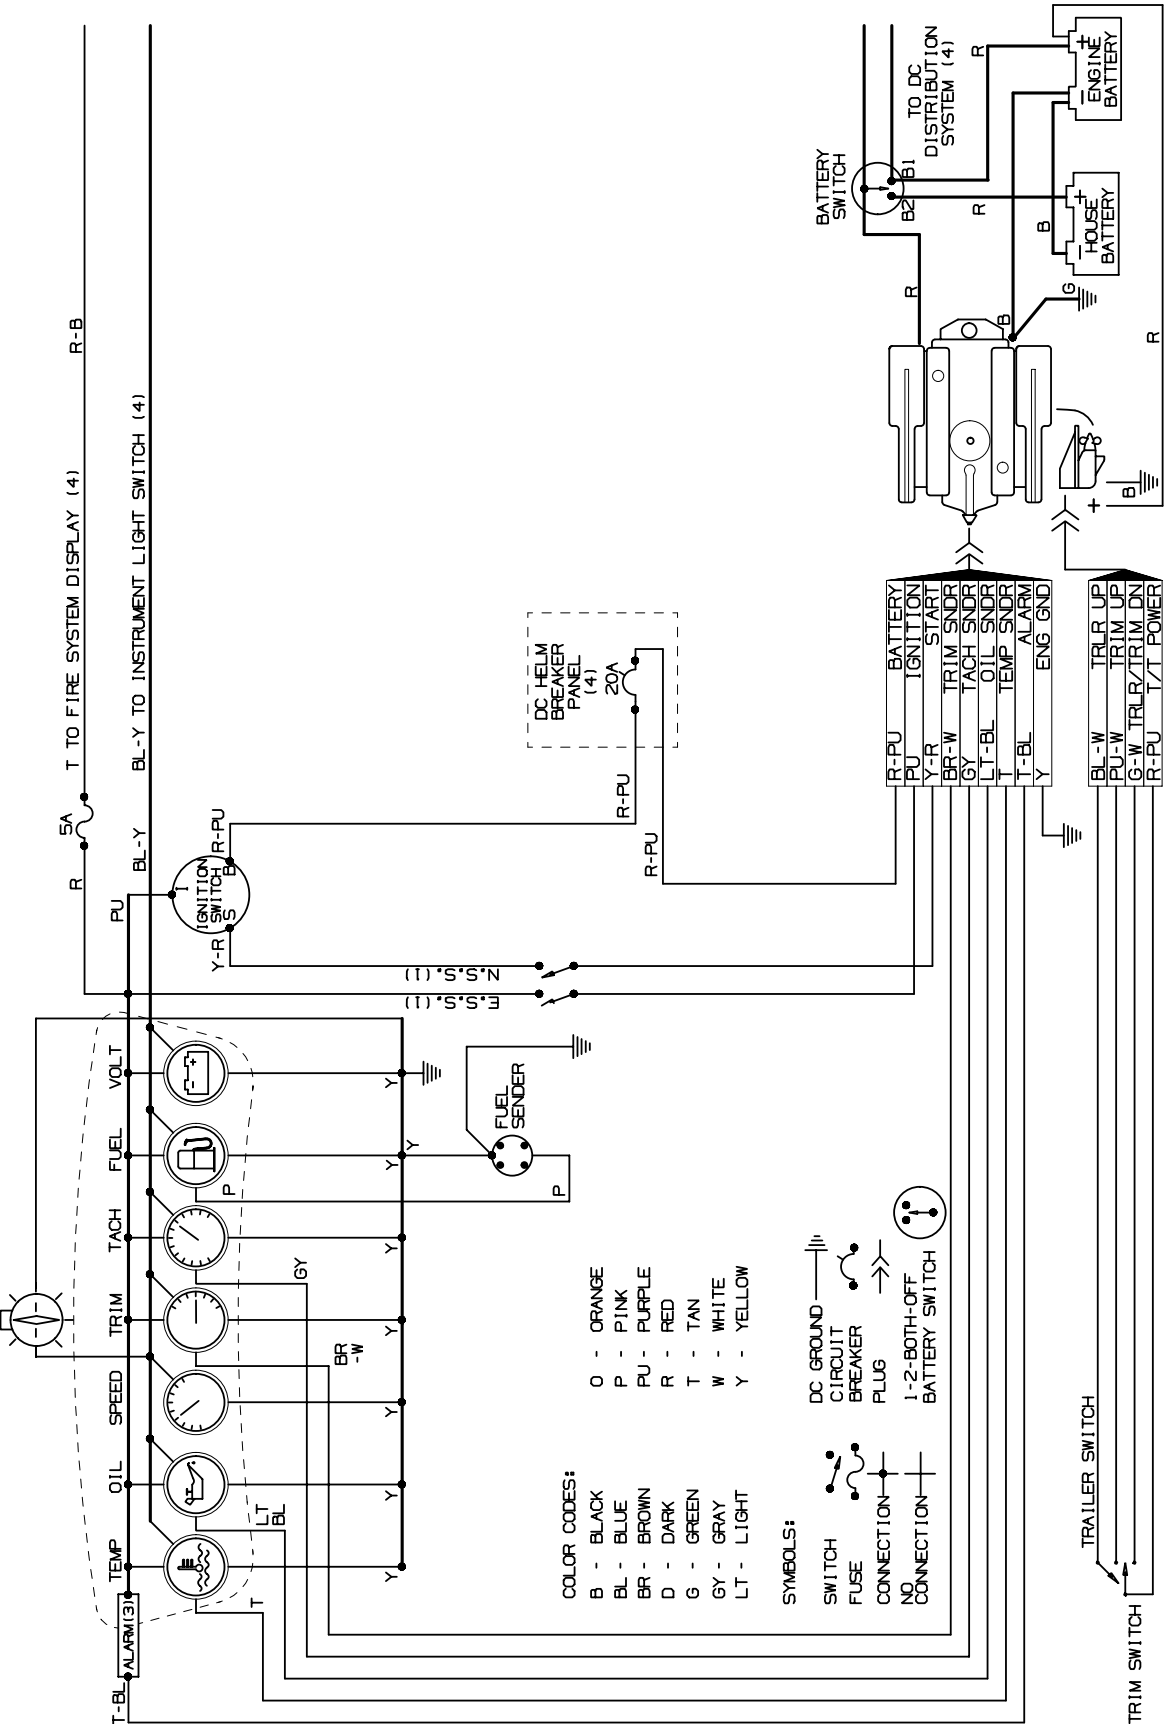 T-BL
ALARM(3)
TEMP
OIL
SPEED
TRIM
TACH
FUEL
VOLT
PU
R
5A
T TO FIRE SYSTEM DISPLAY (4)
R-B
BL-Y
BL-Y TO INSTRUMENT LIGHT SWITCH (4)
I
IGNITION
SWITCH
S
B
Y-R
R-PU
T
LT
BL
BR
-W
GY
P
Y
Y
Y
Y
Y
Y
Y
Y
P
FUEL
SENDER
E.S.S. (1)
N.S.S. (1)
R-PU
R-PU
DC HELM
BREAKER
PANEL
(4)
20A
COLOR CODES:
B - BLACK
BL - BLUE
BR - BROWN
D - DARK
G - GREEN
GY - GRAY
LT - LIGHT
O - ORANGE
P - PINK
PU - PURPLE
R - RED
T - TAN
W - WHITE
Y - YELLOW
SYMBOLS:
SWITCH
FUSE
CONNECTION
NO
CONNECTION
DC GROUND
CIRCUIT
BREAKER
PLUG
1-2-BOTH-OFF
BATTERY SWITCH
R-PU BATTERY
PU IGNITION
Y-R START
BR-W TRIM SNDR
GY TACH SNDR
LT-BL OIL SNDR
T TEMP SNDR
T-BL ALARM
Y ENG GND
BL-W TRLR UP
PU-W TRIM UP
G-W TRLR/TRIM DN
R-PU T/T POWER
TRAILER SWITCH
TRIM SWITCH
BATTERY
SWITCH
B2
B1
TO DC
DISTRIBUTION
SYSTEM (4)
R
R
R
B
B
G
+
-
ENGINE
BATTERY
+
-
HOUSE
BATTERY
R
B
+